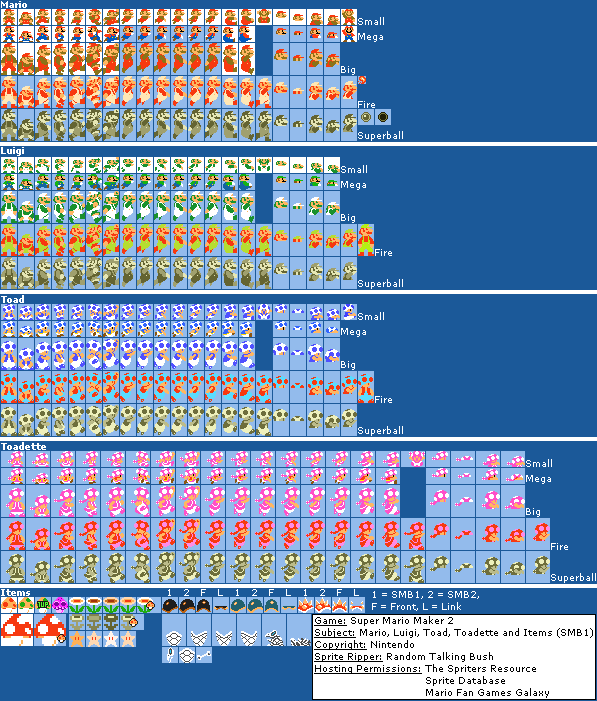 Mario
Small
Mega
Big
Fire
Superball
Luigi
Small
Mega
Big
Fire
Superball
Toad
Small
Mega
Big
Fire
Superball
Toadette
Small
Mega
Big
Fire
Superball
Items
1 2 F L 1 2 F L 1 2 F L
1 = SMB1, 2 = SMB2,
F = Front, L = Link
Game: Super Mario Maker 2
Subject: Mario, Luigi, Toad, Toadette and Items (SMB1)
Copyright: Nintendo
Sprite Ripper: Random Talking Bush
Hosting Permissions: The Spriters Resource
Sprite Database
Mario Fan Games Galaxy